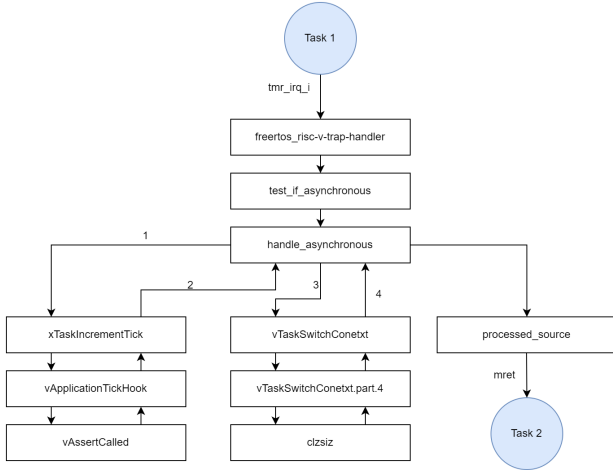 Task 1
tmr_irq_i
freertos_risc-v-trap-handler
test_if_asynchronous
handle_asynchronous
1
2
3
4
xTaskIncrementTick
vTaskSwitchConetxt
processed_source
vApplicationTickHook
vTaskSwitchConetxt.part.4
mret
vAssertCalled
clzsiz
Task 2